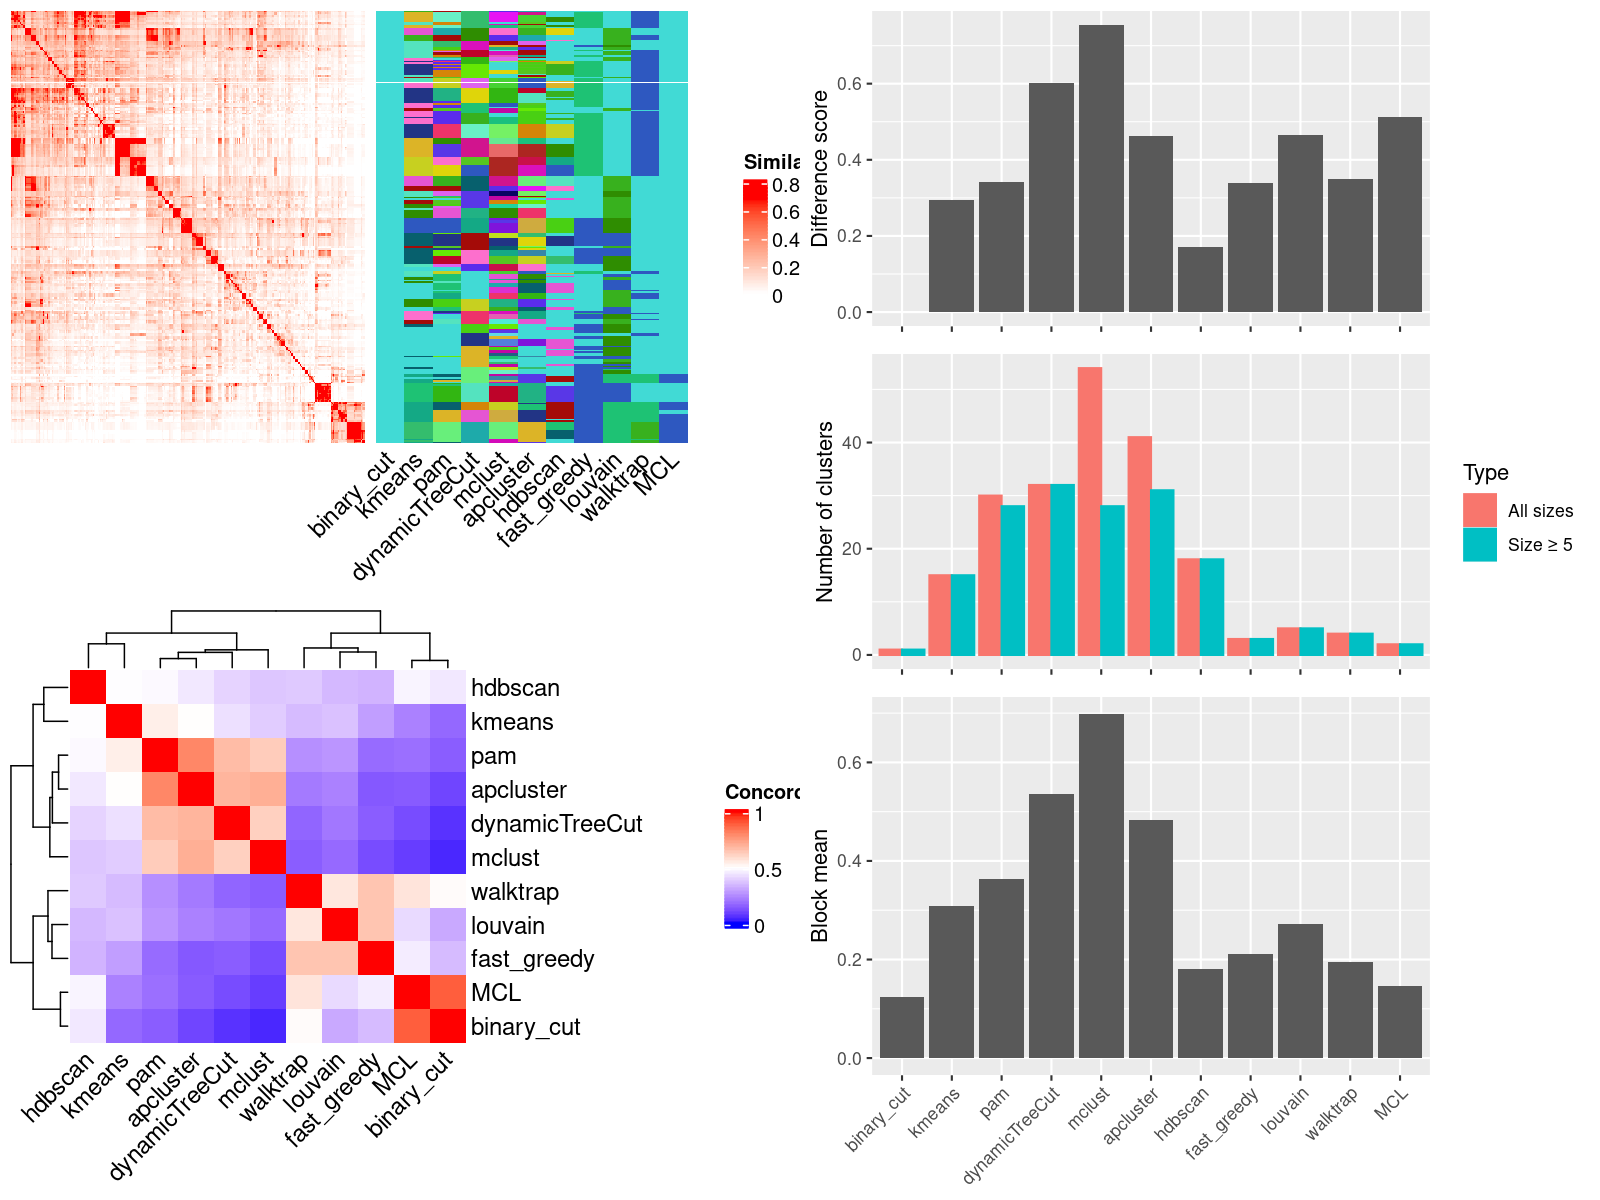 binary_cut
kmeans
pam
dynamicTreeCut
mclust
apcluster
hdbscan
fast_greedy
louvain
walktrap
MCL
Simila
0.8
0.6
0.4
0.2
0
hdbscan
kmeans
pam
apcluster
dynamicTreeCut
mclust
walktrap
louvain
fast_greedy
MCL
binary_cut
hdbscan
kmeans
pam
apcluster
dynamicTreeCut
mclust
walktrap
louvain
fast_greedy
MCL
binary_cut
Concor
1
0.5
0
Difference score
0.6
0.4
0.2
0.0
Number of clusters
40
20
0
Type
All sizes
Size ≥ 5
Block mean
0.6
0.4
0.2
0.0
binary_cut
kmeans
pam
dynamicTreeCut
mclust
apcluster
hdbscan
fast_greedy
louvain
walktrap
MCL